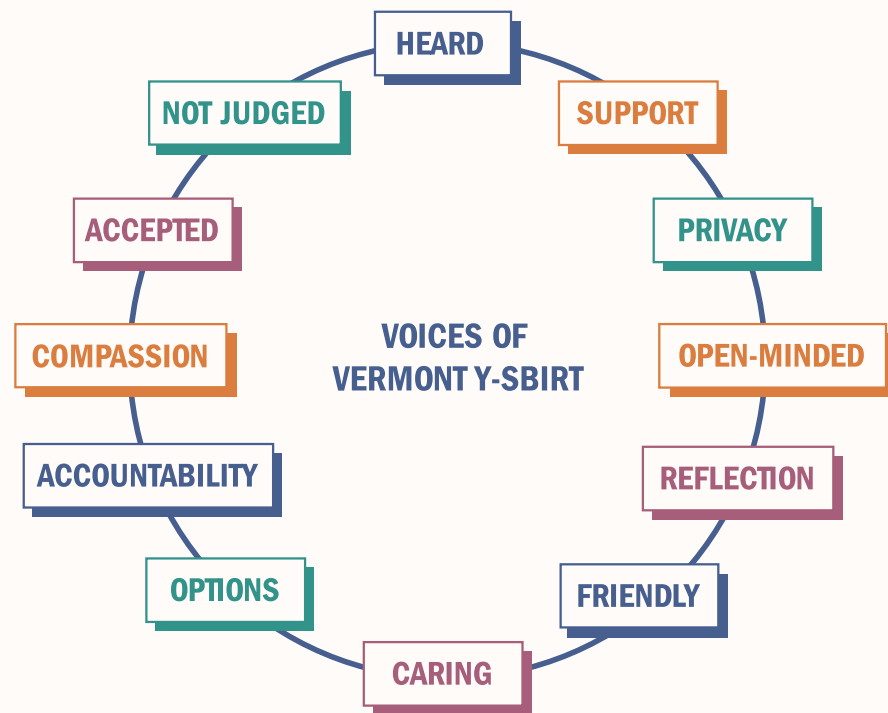 HEARD
NOT JUDGED
SUPPORT
ACCEPTED
PRIVACY
VOICES OF
VERMONT Y-SBIRT
COMPASSION
OPEN-MINDED
ACCOUNTABILITY
REFLECTION
OPTIONS
FRIENDLY
CARING